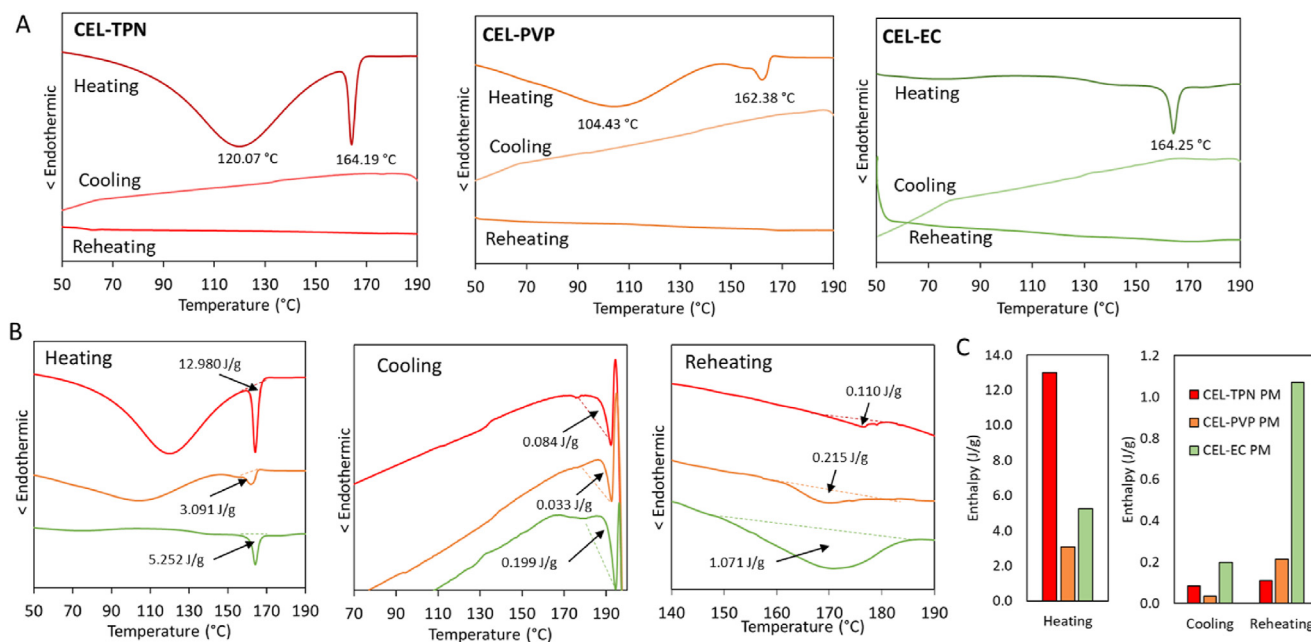 A
CEL-TPN
Heating
120.07 °C
164.19 °C
Cooling
Reheating
< Endothermic
50 70 90 110 130 150 170 190
Temperature (°C)
CEL-PVP
Heating
104.43 °C
162.38 °C
Cooling
Reheating
< Endothermic
50 70 90 110 130 150 170 190
Temperature (°C)
CEL-EC
Heating
164.25 °C
Cooling
Reheating
< Endothermic
50 70 90 110 130 150 170 190
Temperature (°C)
B
Heating
12.980 J/g
3.091 J/g
5.252 J/g
< Endothermic
50 70 90 110 130 150 170 190
Temperature (°C)
Cooling
0.084 J/g
0.033 J/g
0.199 J/g
< Endothermic
70 90 110 130 150 170 190
Temperature (°C)
Reheating
0.110 J/g
0.215 J/g
1.071 J/g
< Endothermic
140 150 160 170 180 190
Temperature (°C)
C
Enthalpy (J/g)
14.0
12.0
10.0
8.0
6.0
4.0
2.0
0.0
Heating
Enthalpy (J/g)
1.2
1.0
0.8
0.6
0.4
0.2
0.0
CEL-TPN PM
CEL-PVP PM
CEL-EC PM
Cooling Reheating